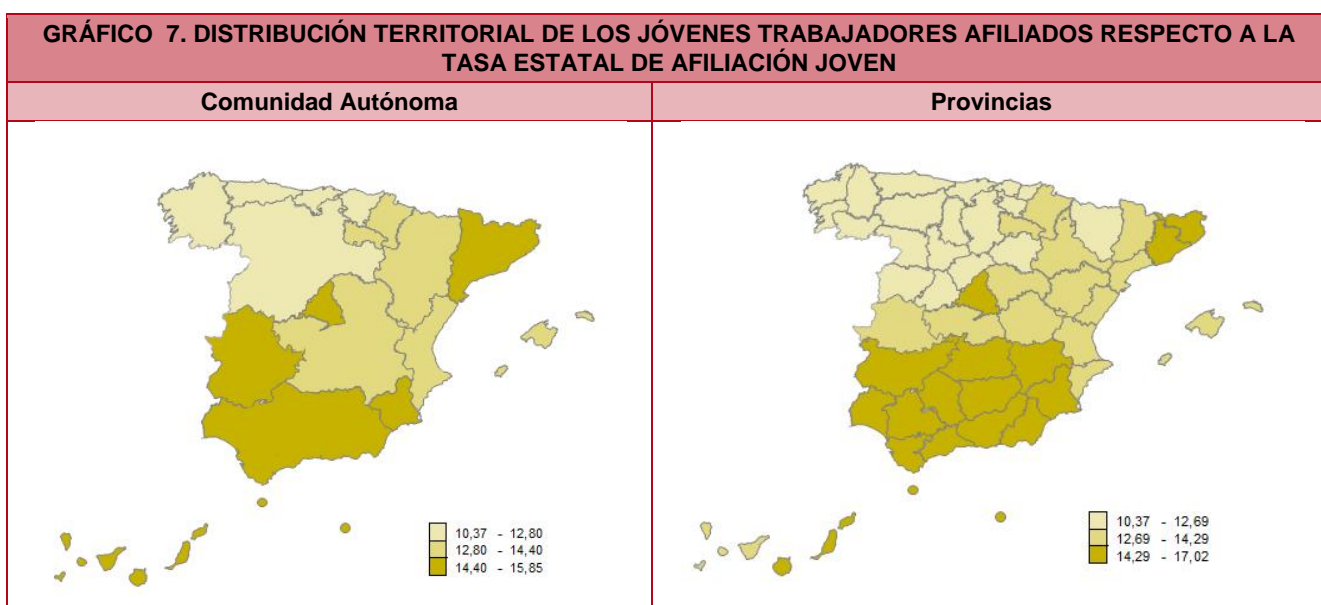 GRÁFICO 7. DISTRIBUCIÓN TERRITORIAL DE LOS JÓVENES TRABAJADORES AFILIADOS RESPECTO A LA
TASA ESTATAL DE AFILIACIÓN JOVEN
Comunidad Autónoma
Provincias
10,37 - 12,80
12,80 - 14,40
14,40 - 15,85
10,37 - 12,69
12,69 - 14,29
14,29 - 17,02